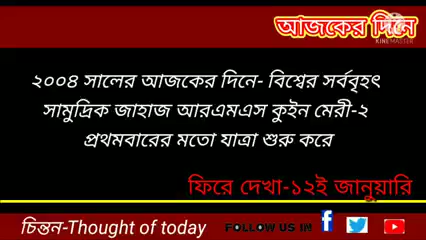 আজকের দিনে
KINEMASTER
২০০৪ সালের আজকের দিনে- বিশ্বের সর্ববৃহৎ
সামুদ্রিক জাহাজ আরএমএস কুইন মেরী-২
প্রথমবারের মতো যাত্রা শুরু করে
ফিরে দেখা-১২ই জানুয়ারি
চিন্তন-Thought of today
FOLLOW US IN